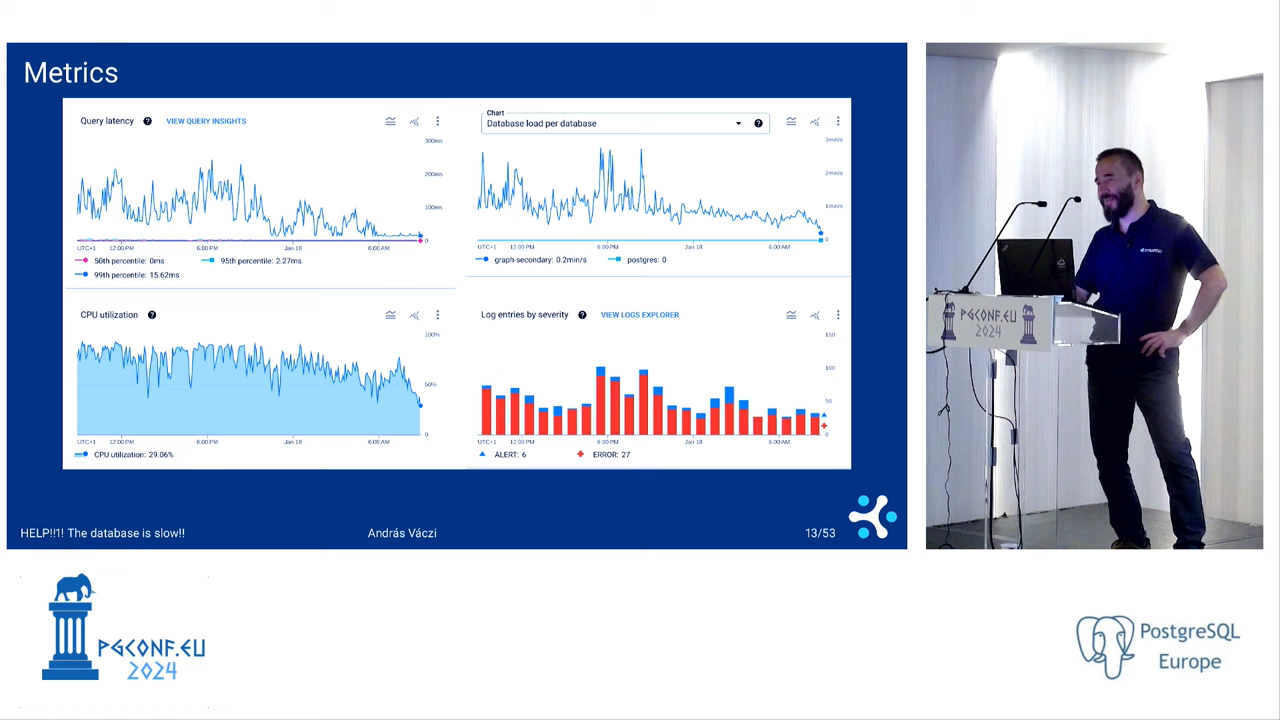 Metrics
Query latency
VIEW QUERY INSIGHTS
300ms
200ms
100ms
0
UTC+1
12:00 PM
6:00 PM
Jan 18
6:00 AM
50th percentile: 0ms
95th percentile: 2.27ms
99th percentile: 15.62ms
Chart
Database load per database
3min/s
2min/s
1min/s
0
UTC+1
12:00 PM
6:00 PM
Jan 18
6:00 AM
graph-secondary: 0.2min/s
postgres: 0
CPU utilization
100%
50%
0
UTC+1
12:00 PM
6:00 PM
Jan 18
6:00 AM
CPU utilization: 29.06%
Log entries by severity
VIEW LOGS EXPLORER
150
100
50
0
UTC+1
12:00 PM
6:00 PM
Jan 18
6:00 AM
ALERT: 6
ERROR: 27
HELP!!1! The database is slow!!
András Váczi
13/53
PGCONF.EU
2024
PGCONF.EU
2024
PostgreSQL
Europe